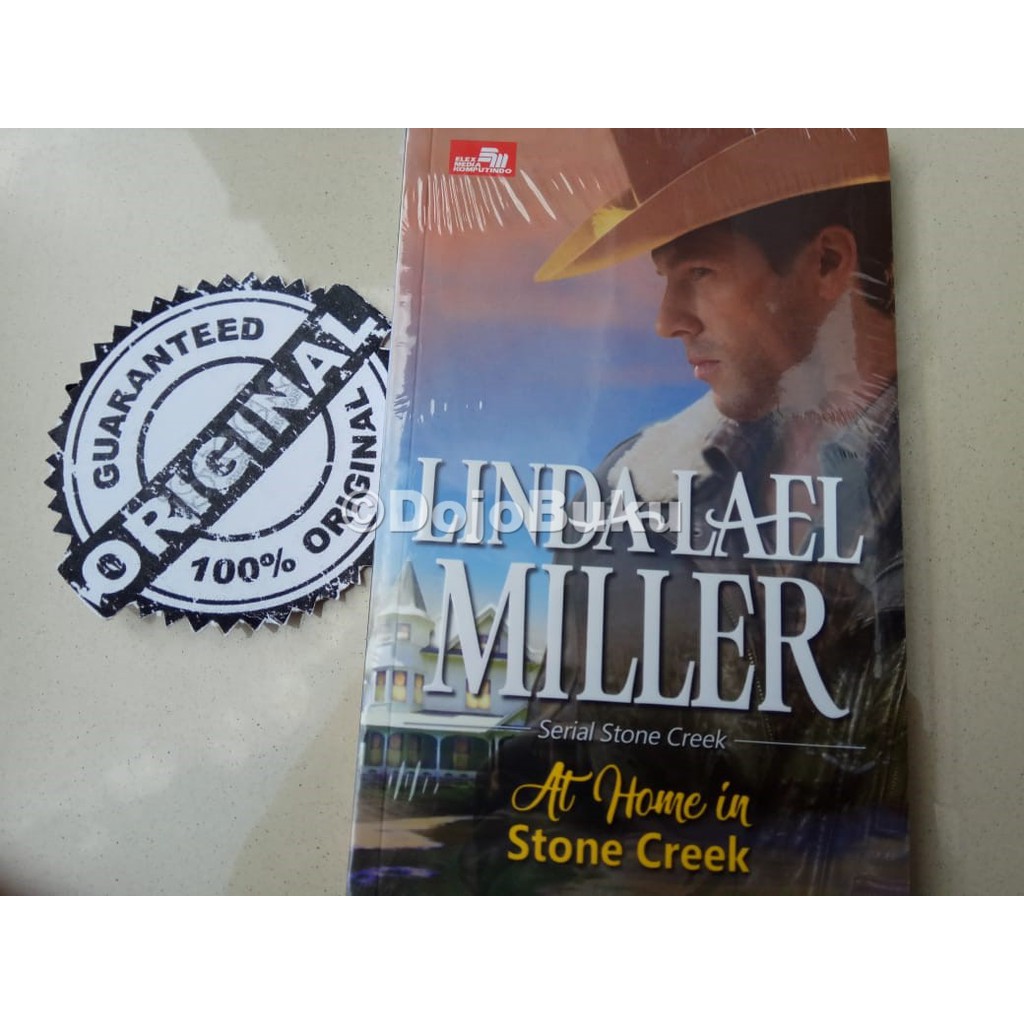 ELEX
MEDIA
KOMPUTINDO
GUARANTEED
ORIGINAL
100% ORIGINAL
©DojoBuku
LINDA LAEL
MILLER
Serial Stone Creek
At Home in
Stone Creek